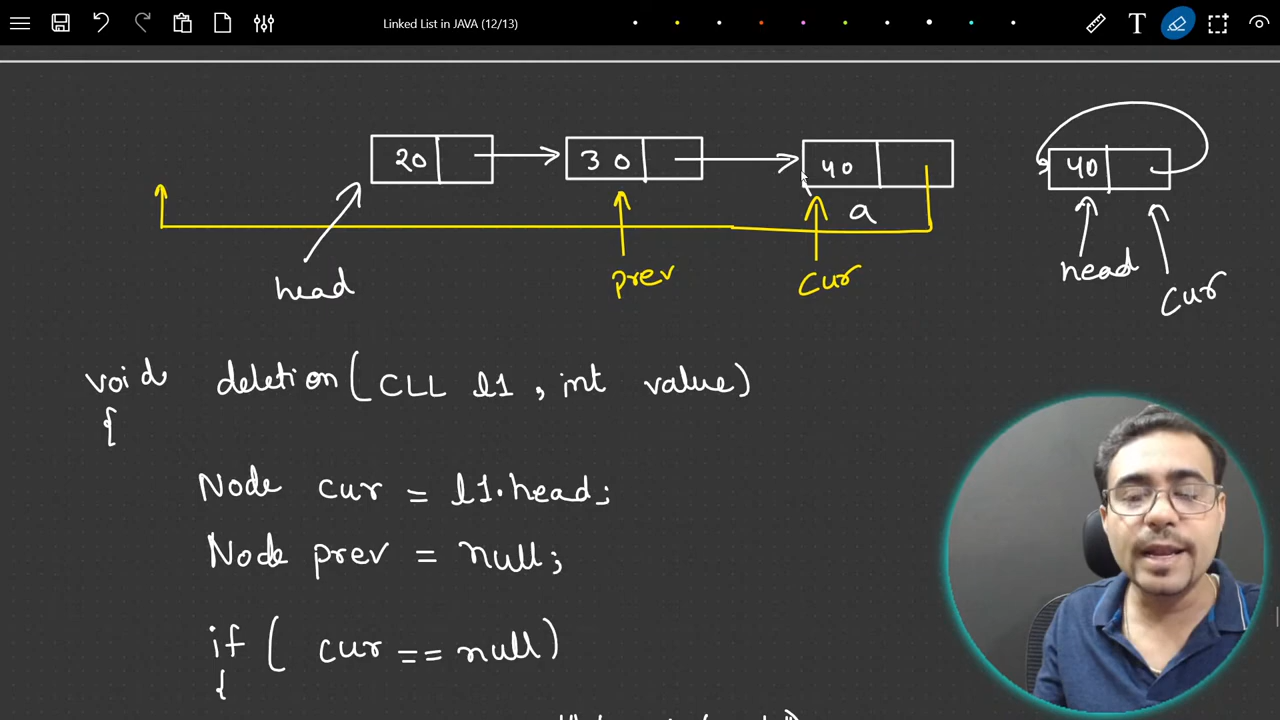 Linked List in JAVA (12/13)
T
20 30 40 40
a
head prev cur head cur
void deletion(CLL l1, int value)
{
Node cur = l1.head;
Node prev = null;
if ( cur == null)
{